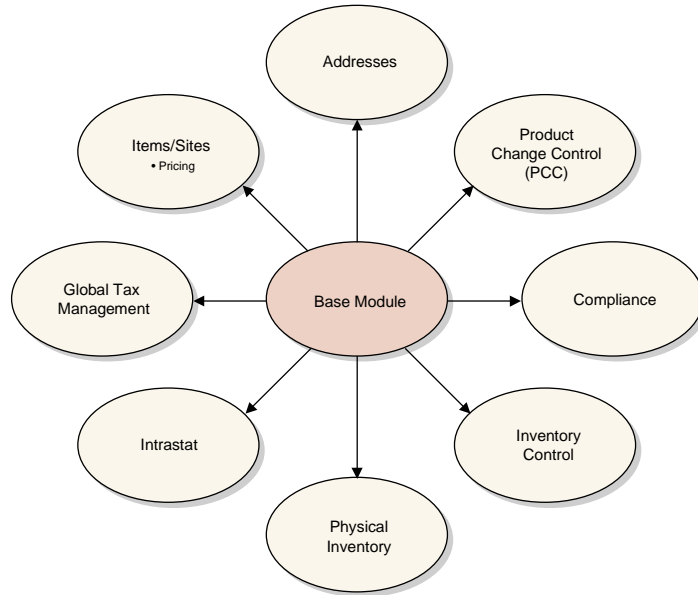 Addresses
Items/Sites
• Pricing
Product
Change Control
(PCC)
Global Tax
Management
Base Module
Compliance
Intrastat
Inventory
Control
Physical
Inventory